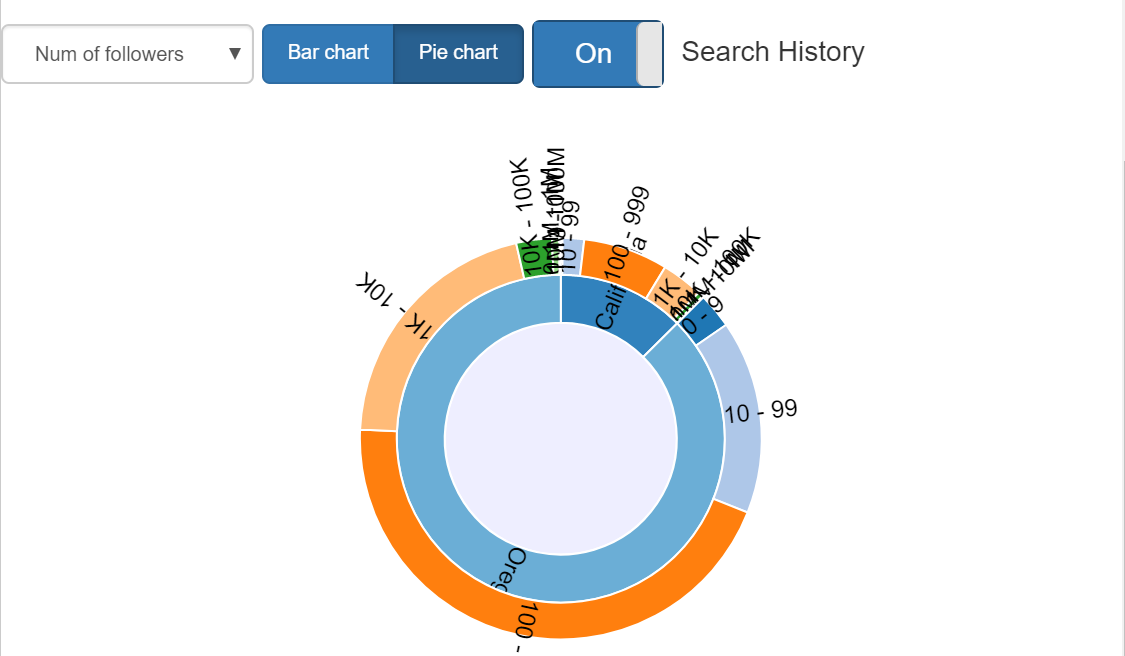 Num of followers
Bar chart
Pie chart
On
Search History
10K - 100K
10 - 99
100 - 999
1K - 10K
0 - 9
10 - 99
1K - 10K
Calif
a
Oreg
100 -